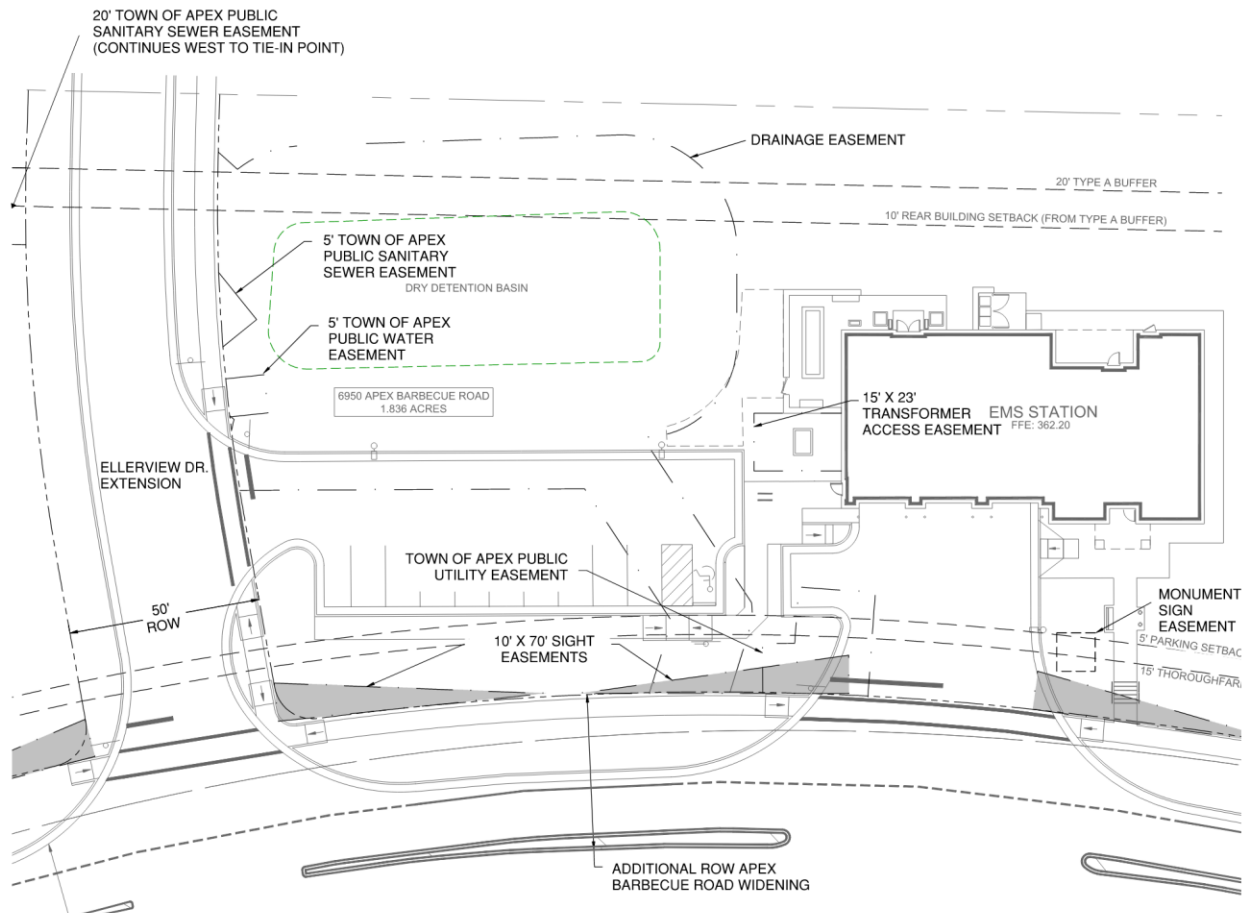 20' TOWN OF APEX PUBLIC
SANITARY SEWER EASEMENT
(CONTINUES WEST TO TIE-IN POINT)
DRAINAGE EASEMENT
20' TYPE A BUFFER
10' REAR BUILDING SETBACK (FROM TYPE A BUFFER)
5' TOWN OF APEX
PUBLIC SANITARY
SEWER EASEMENT
DRY DETENTION BASIN
5' TOWN OF APEX
PUBLIC WATER
EASEMENT
6950 APEX BARBECUE ROAD
1.836 ACRES
15' X 23'
TRANSFORMER
ACCESS EASEMENT
EMS STATION
FFE: 362.20
ELLERVIEW DR.
EXTENSION
TOWN OF APEX PUBLIC
UTILITY EASEMENT
50'
ROW
10' X 70' SIGHT
EASEMENTS
MONUMENT
SIGN
EASEMENT
5' PARKING SETBAC
15' THOROUGHFAR
ADDITIONAL ROW APEX
BARBECUE ROAD WIDENING